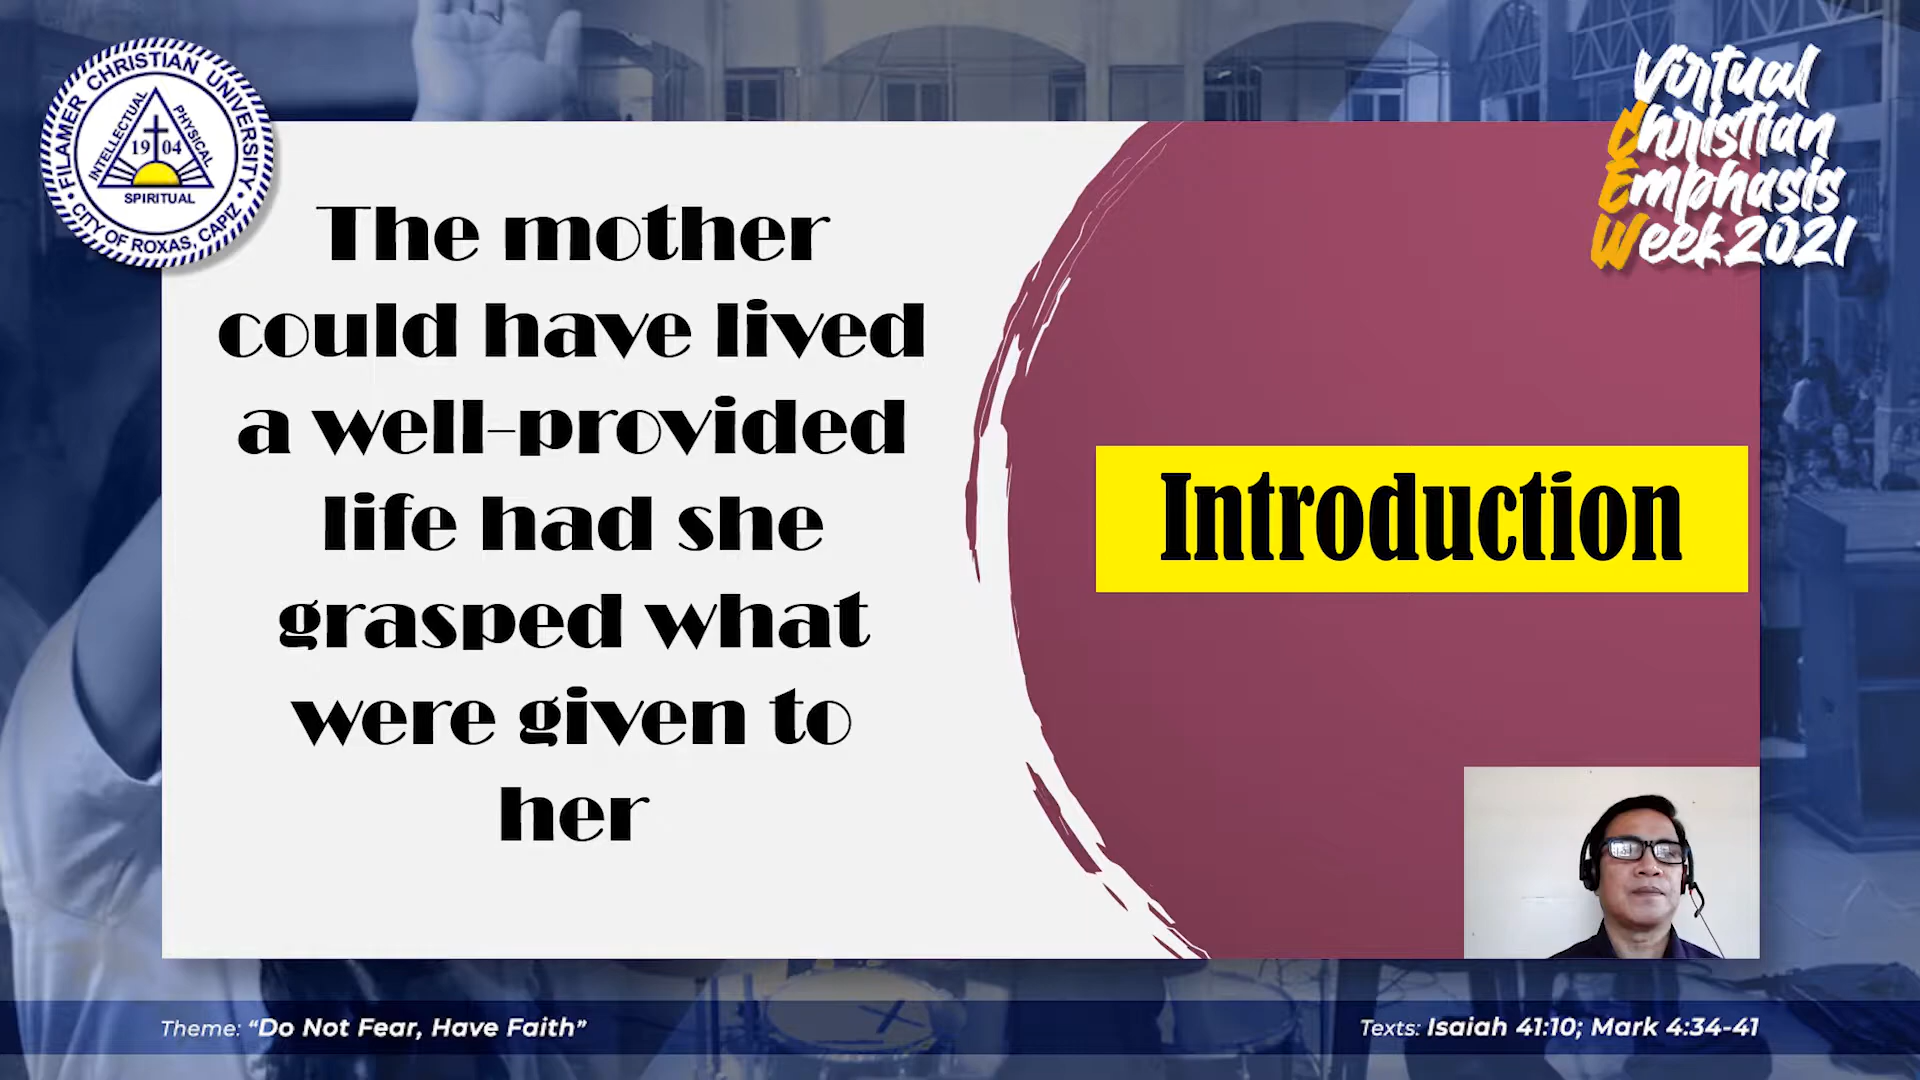 FILAMER CHRISTIAN UNIVERSITY
CITY OF ROXAS, CAPIZ
INTELLECTUAL
PHYSICAL
SPIRITUAL
1904
Virtual
Christian
Emphasis
Week 2021
The mother
could have lived
a well-provided
life had she
grasped what
were given to
her
Introduction
Theme: “Do Not Fear, Have Faith”
Texts: Isaiah 41:10; Mark 4:34-41